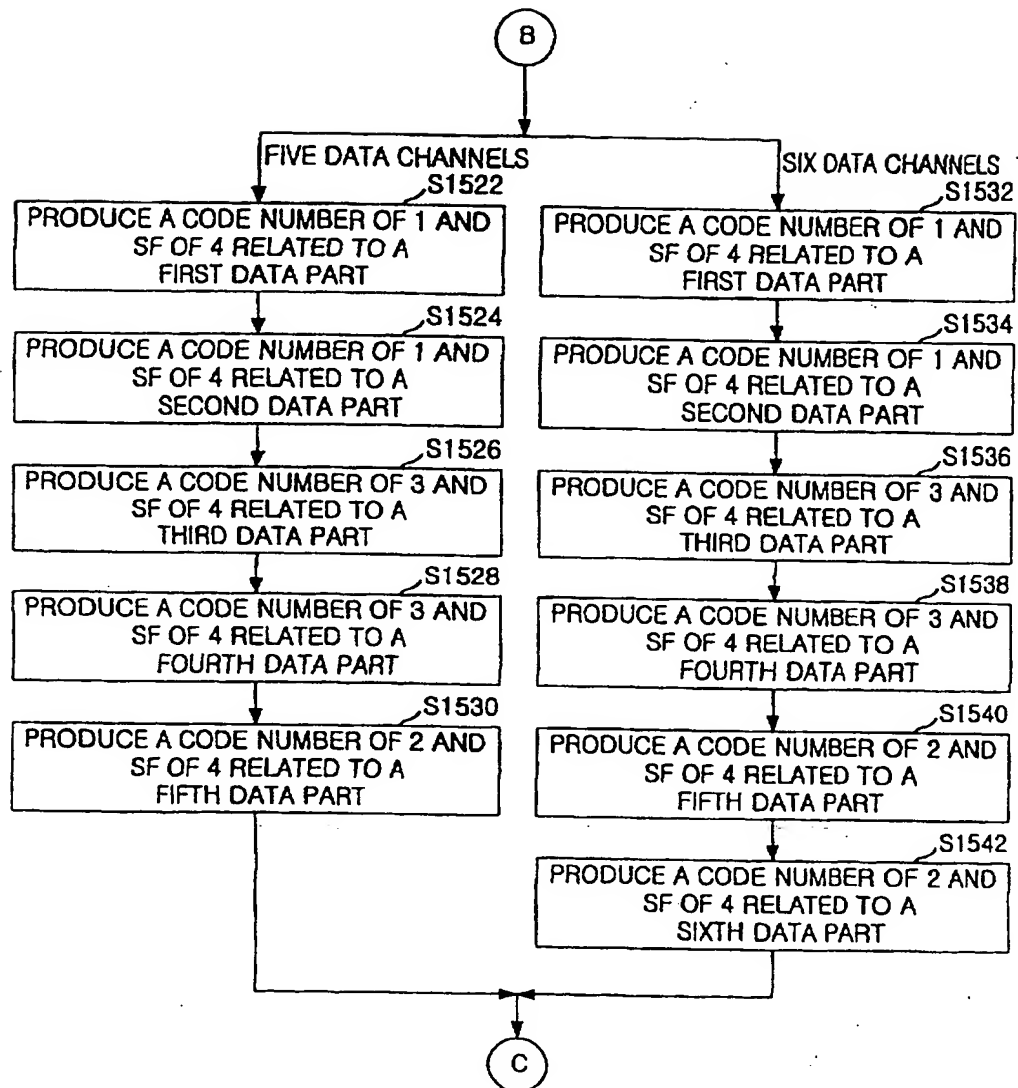 B
FIVE DATA CHANNELS
S1522
PRODUCE A CODE NUMBER OF 1 AND
SF OF 4 RELATED TO A
FIRST DATA PART
S1524
PRODUCE A CODE NUMBER OF 1 AND
SF OF 4 RELATED TO A
SECOND DATA PART
S1526
PRODUCE A CODE NUMBER OF 3 AND
SF OF 4 RELATED TO A
THIRD DATA PART
S1528
PRODUCE A CODE NUMBER OF 3 AND
SF OF 4 RELATED TO A
FOURTH DATA PART
S1530
PRODUCE A CODE NUMBER OF 2 AND
SF OF 4 RELATED TO A
FIFTH DATA PART
SIX DATA CHANNELS
S1532
PRODUCE A CODE NUMBER OF 1 AND
SF OF 4 RELATED TO A
FIRST DATA PART
S1534
PRODUCE A CODE NUMBER OF 1 AND
SF OF 4 RELATED TO A
SECOND DATA PART
S1536
PRODUCE A CODE NUMBER OF 3 AND
SF OF 4 RELATED TO A
THIRD DATA PART
S1538
PRODUCE A CODE NUMBER OF 3 AND
SF OF 4 RELATED TO A
FOURTH DATA PART
S1540
PRODUCE A CODE NUMBER OF 2 AND
SF OF 4 RELATED TO A
FIFTH DATA PART
S1542
PRODUCE A CODE NUMBER OF 2 AND
SF OF 4 RELATED TO A
SIXTH DATA PART
C